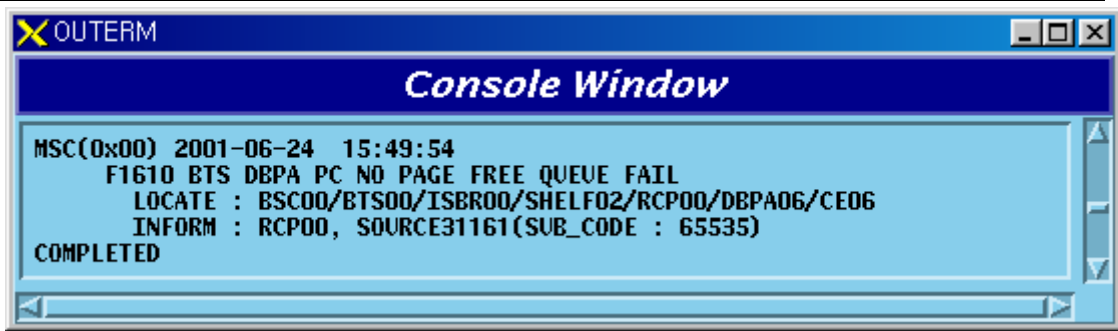 OUTERM
Console Window
MSC(0x00) 2001-06-24 15:49:54
F1610 BTS DBPA PC NO PAGE FREE QUEUE FAIL
LOCATE : BSC00/BTS00/ISBR00/SHELF02/RCP00/DBPA06/CE06
INFORM : RCP00, SOURCE31161(SUB_CODE : 65535)
COMPLETED